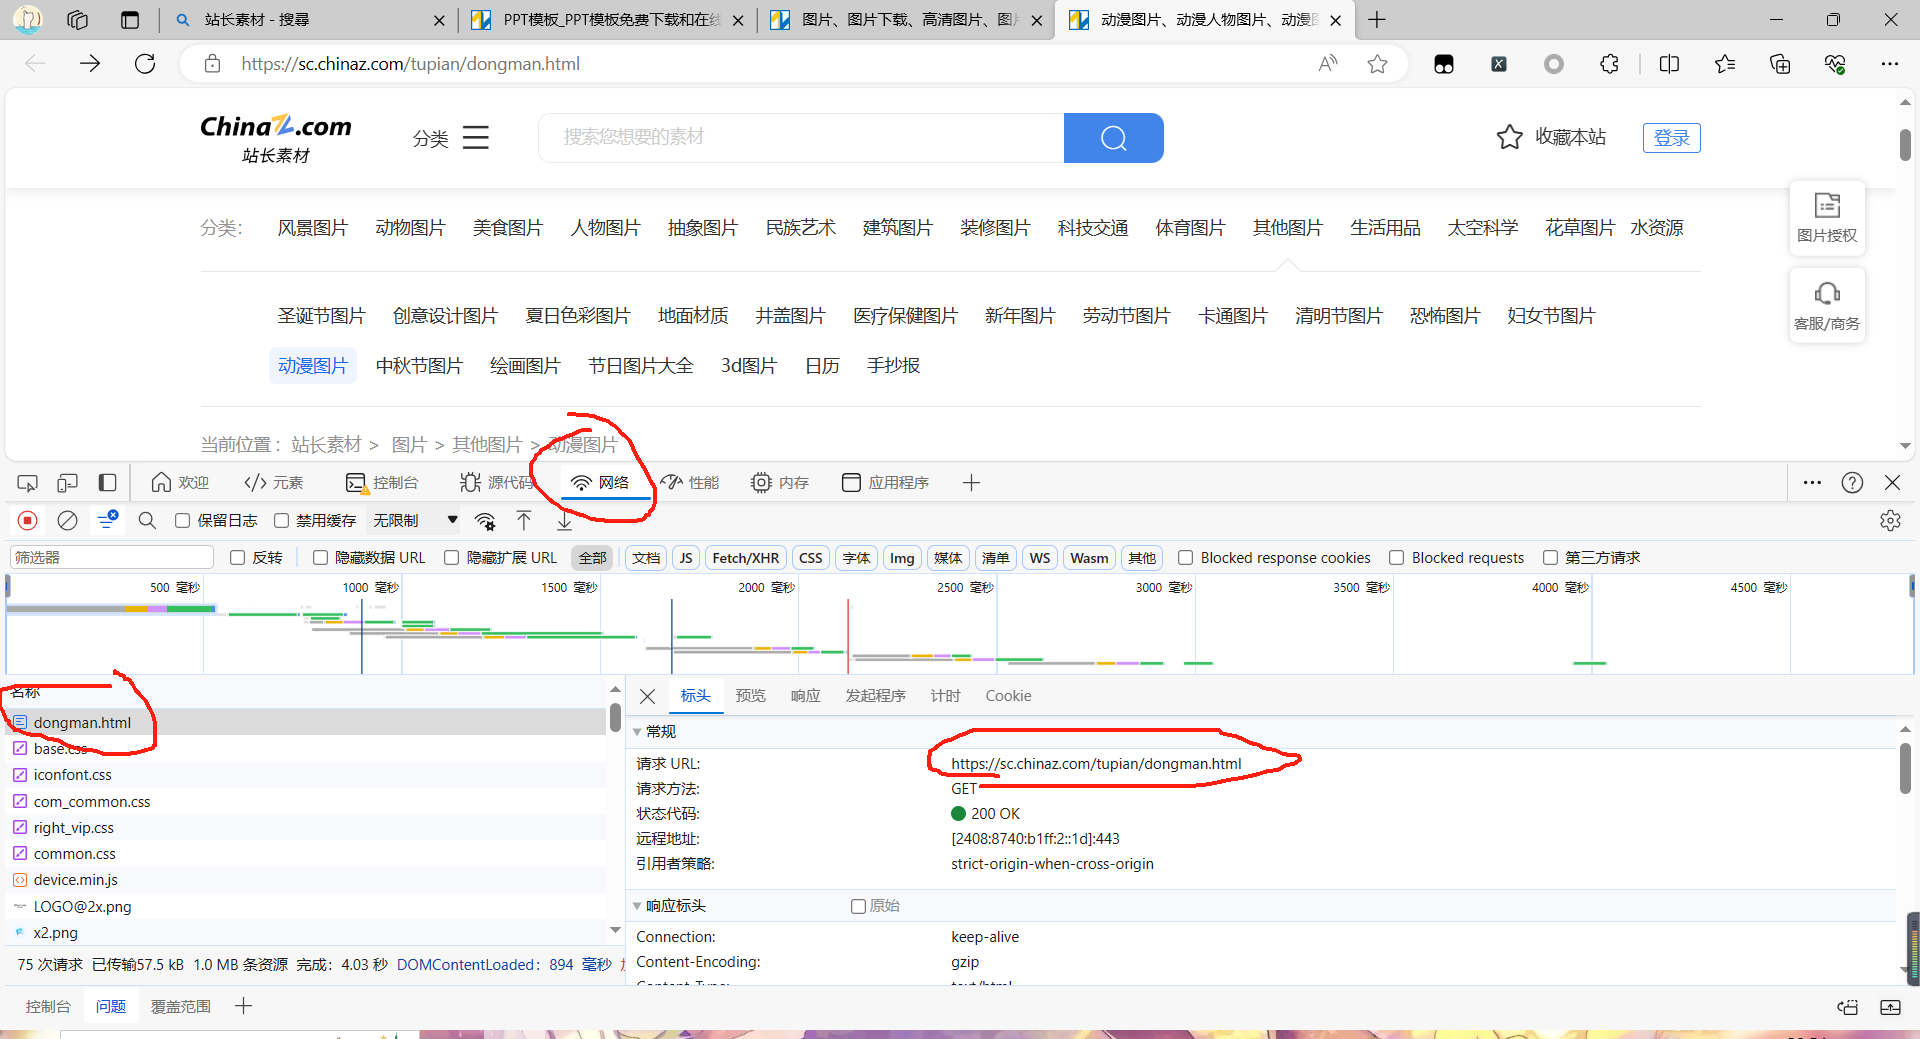 站长素材 - 搜尋
PPT模板_PPT模板免费下载和在线
图片、图片下载、高清图片、图片
动漫图片、动漫人物图片、动漫图
https://sc.chinaz.com/tupian/dongman.html
ChinaZ.com
站长素材
分类
搜索您想要的素材
收藏本站
登录
分类：
风景图片 动物图片 美食图片 人物图片 抽象图片 民族艺术 建筑图片 装修图片 科技交通 体育图片 其他图片 生活用品 太空科学 花草图片 水资源
图片授权
圣诞节图片 创意设计图片 夏日色彩图片 地面材质 井盖图片 医疗保健图片 新年图片 劳动节图片 卡通图片 清明节图片 恐怖图片 妇女节图片
客服/商务
动漫图片 中秋节图片 绘画图片 节日图片大全 3d图片 日历 手抄报
当前位置： 站长素材 > 图片 > 其他图片 > 动漫图片
欢迎 元素 控制台 源代码 网络 性能 内存 应用程序
保留日志 禁用缓存 无限制
筛选器 反转 隐藏数据 URL 隐藏扩展 URL 全部 文档 JS Fetch/XHR CSS 字体 Img 媒体 清单 WS Wasm 其他 Blocked response cookies Blocked requests 第三方请求
500 毫秒 1000 毫秒 1500 毫秒 2000 毫秒 2500 毫秒 3000 毫秒 3500 毫秒 4000 毫秒 4500 毫秒
名称
dongman.html
base.css
iconfont.css
com_common.css
right_vip.css
common.css
device.min.js
LOGO@2x.png
x2.png
75 次请求 已传输57.5 kB 1.0 MB 条资源 完成：4.03 秒 DOMContentLoaded：894 毫秒
标头 预览 响应 发起程序 计时 Cookie
常规
请求 URL: https://sc.chinaz.com/tupian/dongman.html
请求方法: GET
状态代码: 200 OK
远程地址: [2408:8740:b1ff:2::1d]:443
引用者策略: strict-origin-when-cross-origin
响应标头 原始
Connection: keep-alive
Content-Encoding: gzip
Content-Type: text/html
控制台 问题 覆盖范围